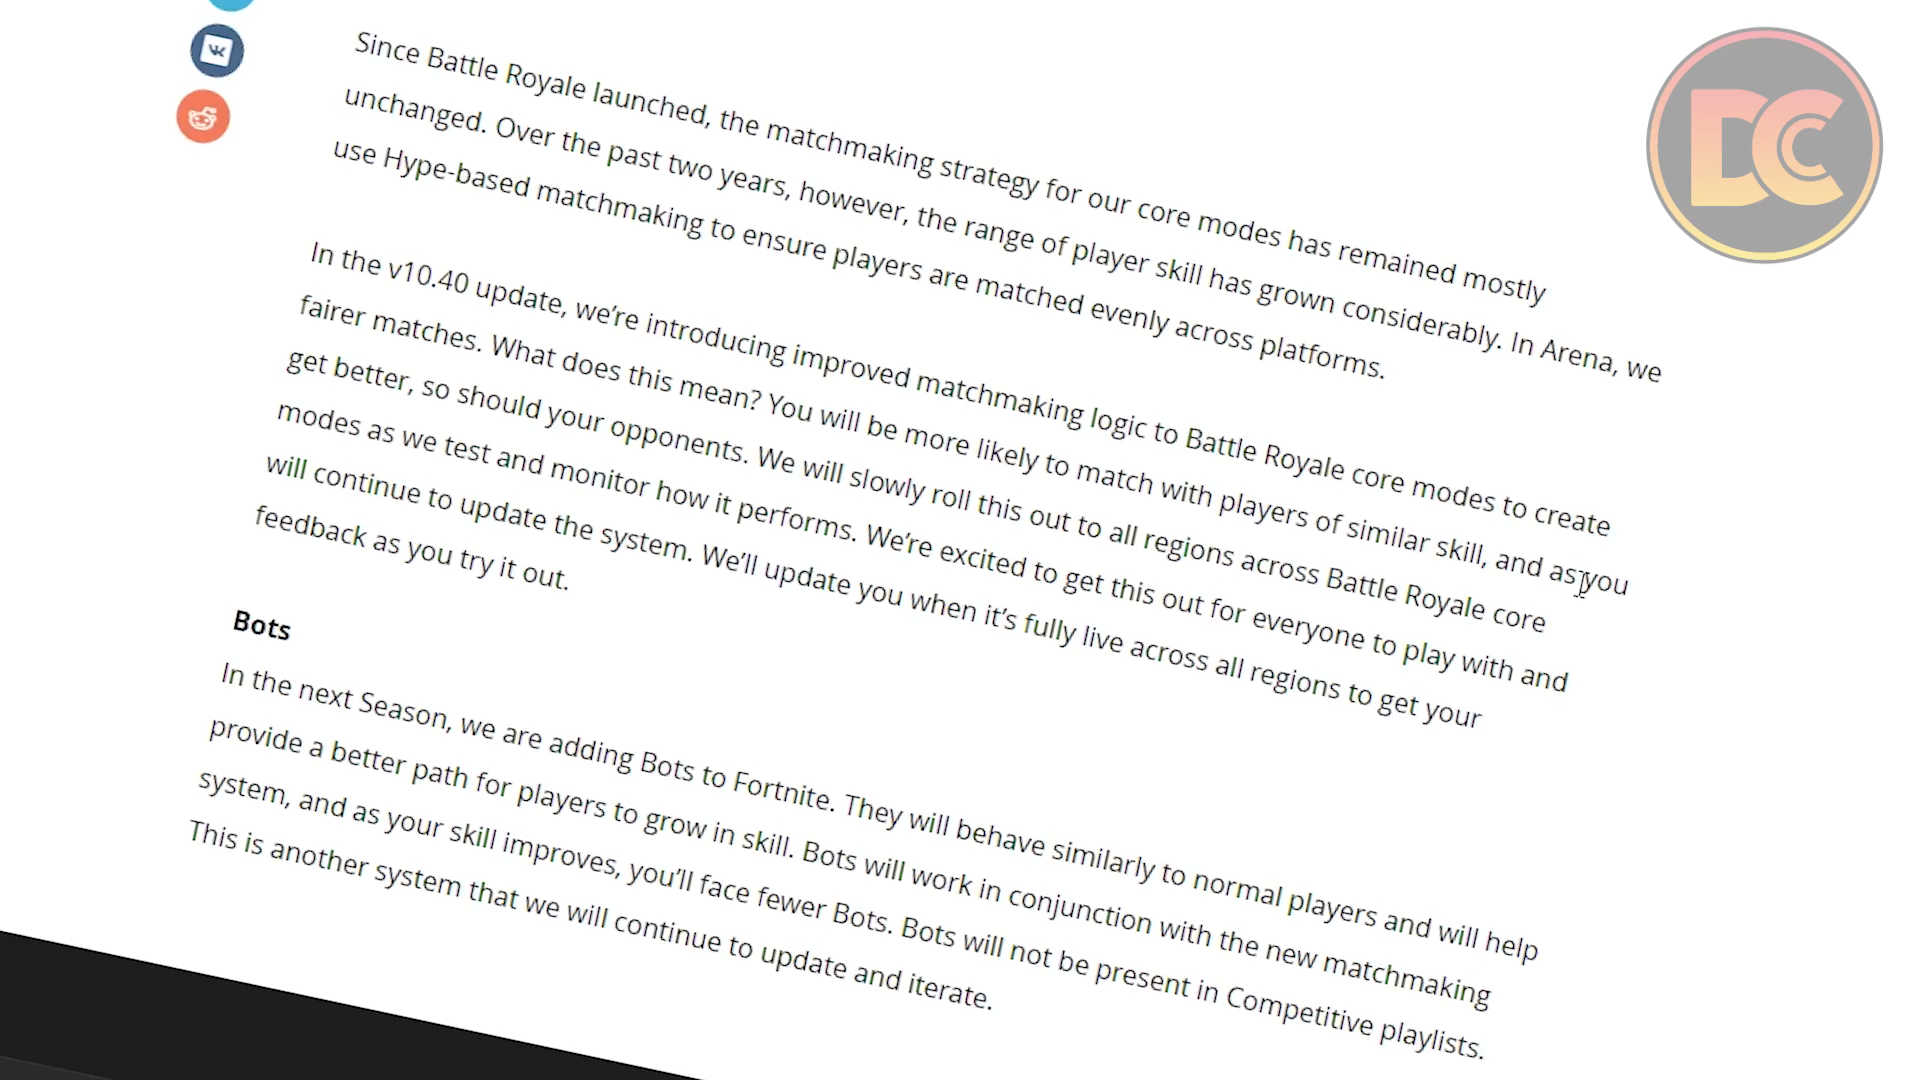 DCC
Since Battle Royale launched, the matchmaking strategy for our core modes has remained mostly
unchanged. Over the past two years, however, the range of player skill has grown considerably. In Arena, we
use Hype-based matchmaking to ensure players are matched evenly across platforms.
In the v10.40 update, we’re introducing improved matchmaking logic to Battle Royale core modes to create
fairer matches. What does this mean? You will be more likely to match with players of similar skill, and as you
get better, so should your opponents. We will slowly roll this out to all regions across Battle Royale core
modes as we test and monitor how it performs. We’re excited to get this out for everyone to play with and
will continue to update the system. We’ll update you when it’s fully live across all regions to get your
feedback as you try it out.
Bots
In the next Season, we are adding Bots to Fortnite. They will behave similarly to normal players and will help
provide a better path for players to grow in skill. Bots will work in conjunction with the new matchmaking
system, and as your skill improves, you’ll face fewer Bots. Bots will not be present in Competitive playlists.
This is another system that we will continue to update and iterate.